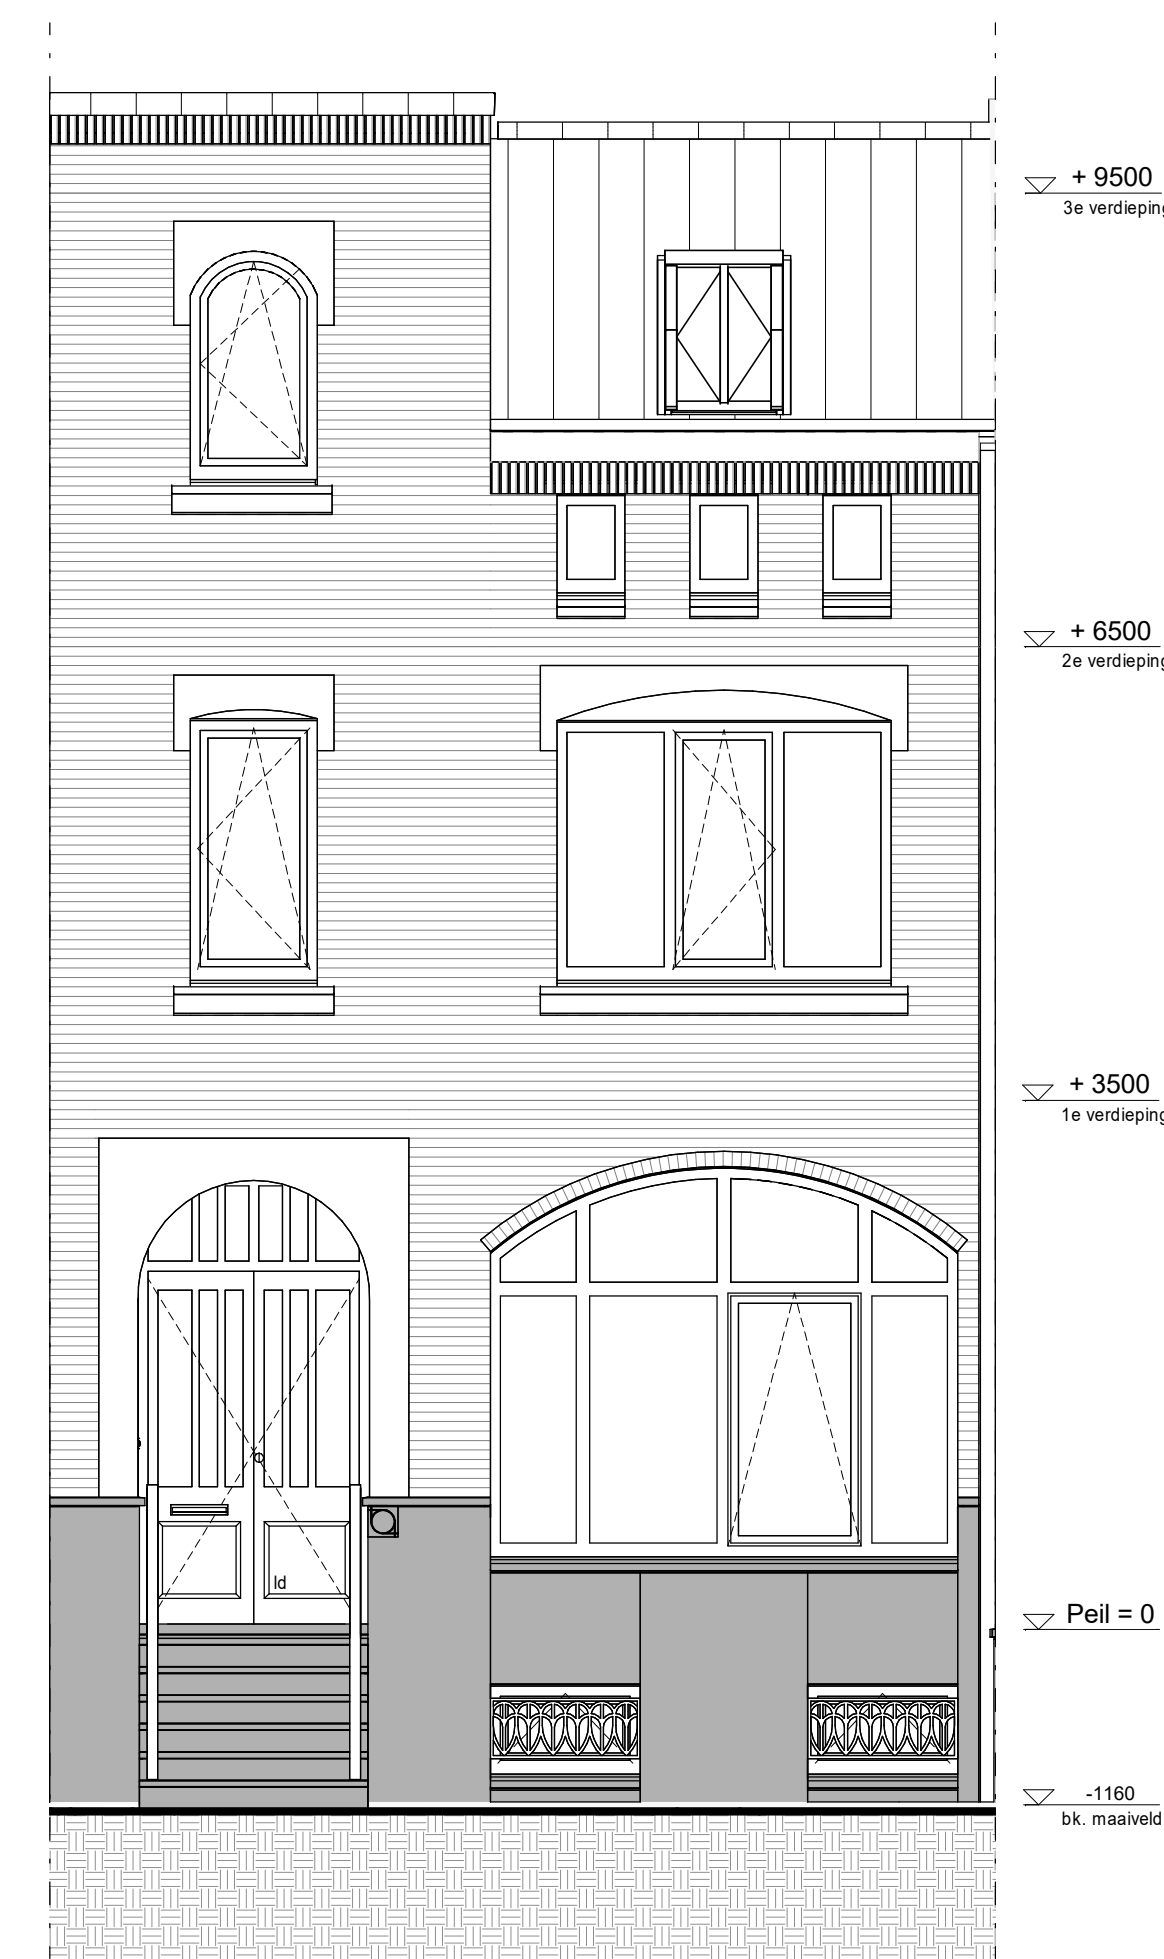 + 9500
3e verdieping
+ 6500
2e verdieping
+ 3500
1e verdieping
ld
Peil = 0
-1160
bk. maaiveld